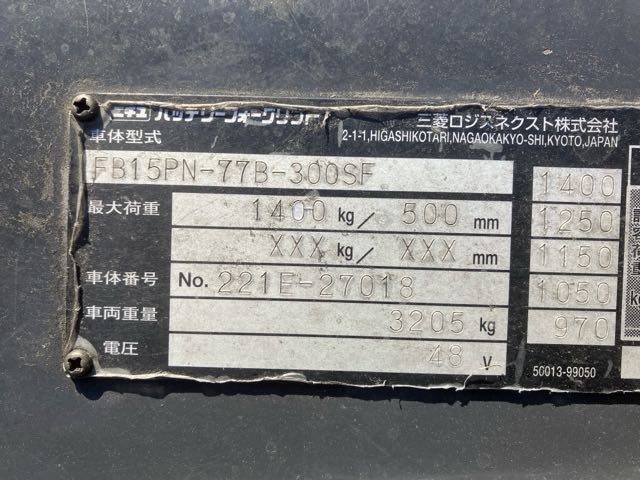 ニチユ バッテリーフォークリフト
三菱ロジスネクスト株式会社
2-1-1,HIGASHIKOTARI,NAGAOKAKYO-SHI,KYOTO,JAPAN
車体型式
FB15PN-77B-300SF
最大荷重 1400 kg/ 500 mm
XXX kg/ XXX mm
車体番号 No. 221E-27018
車両重量 3205 kg
電圧 48 V
1400
1250
1150
1050
970
kg
50013-99050